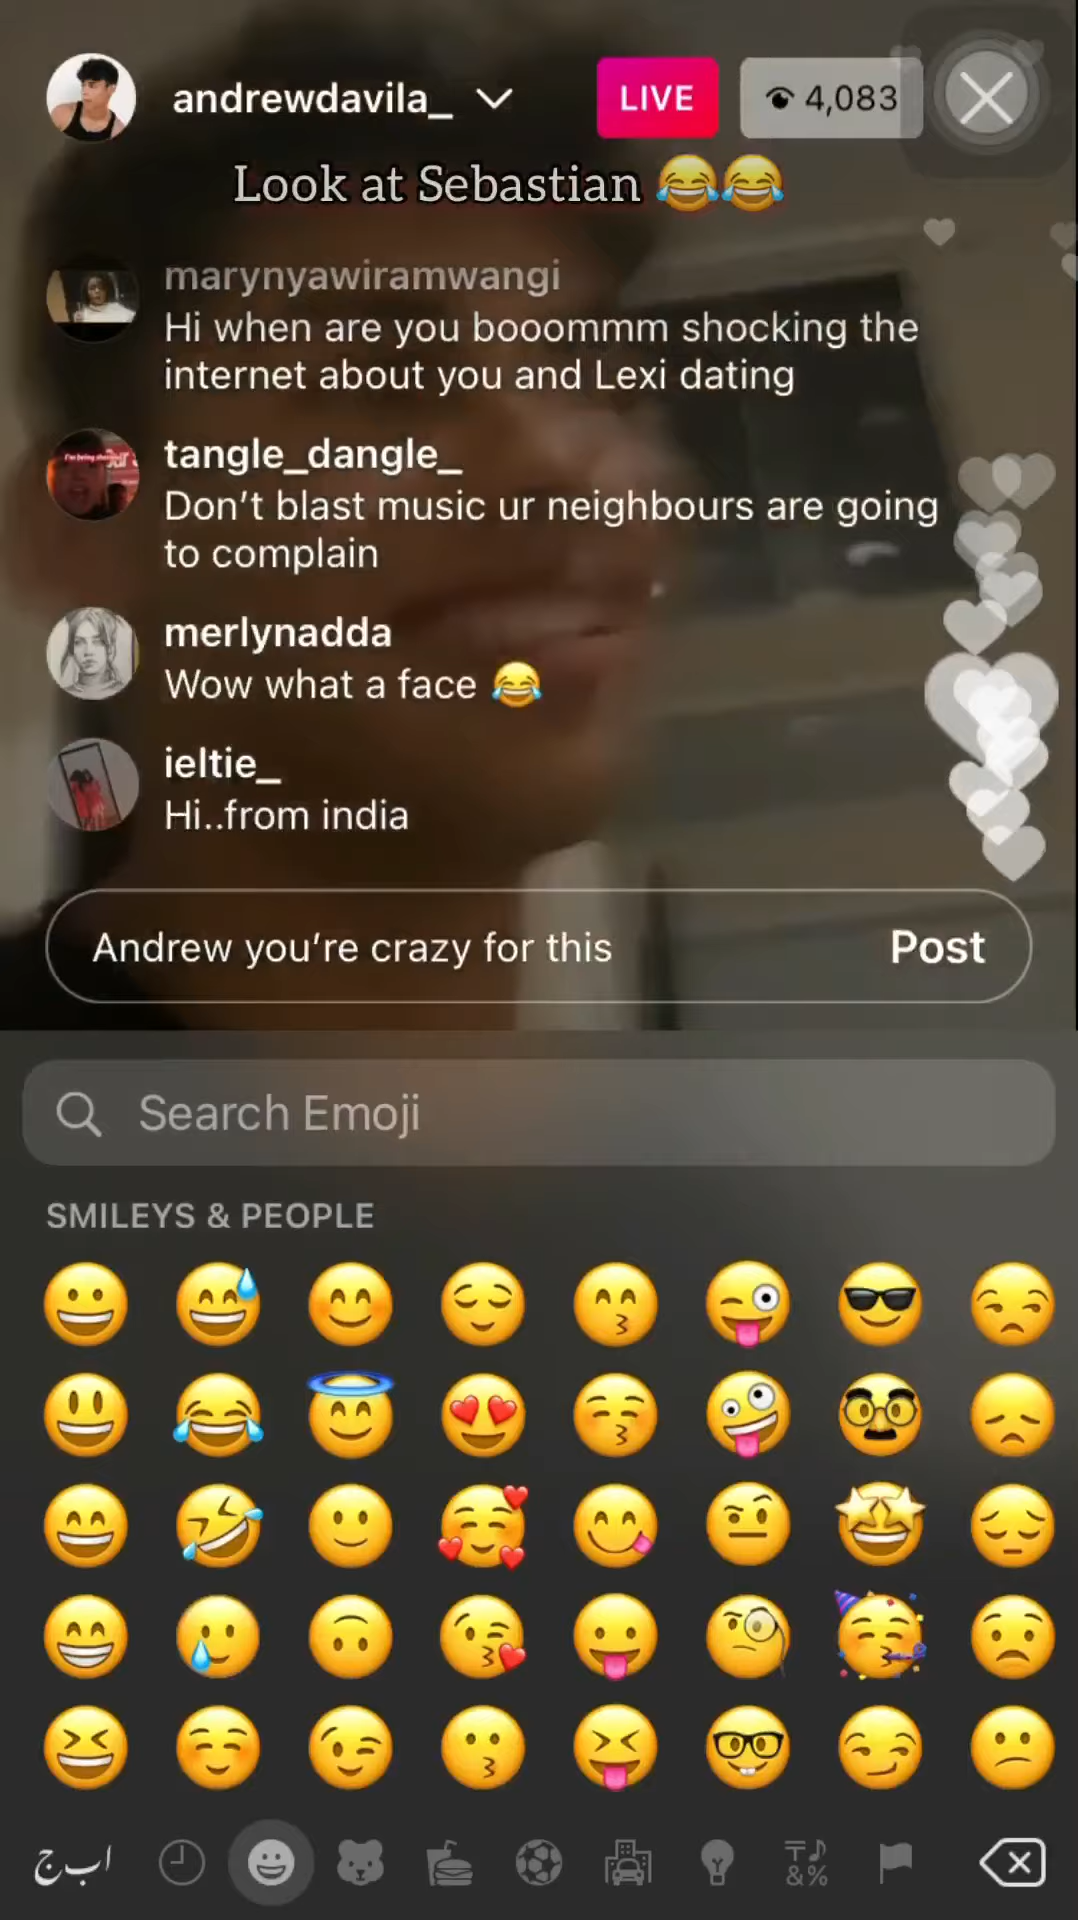 andrewdavila_
LIVE
4,083
Look at Sebastian 😂😂
marynyawiramwangi
Hi when are you booommm shocking the
internet about you and Lexi dating
tangle_dangle_
Don't blast music ur neighbours are going
to complain
merlynadda
Wow what a face 😂
ieltie_
Hi..from india
Andrew you're crazy for this
Post
Search Emoji
SMILEYS & PEOPLE
ا ب ج